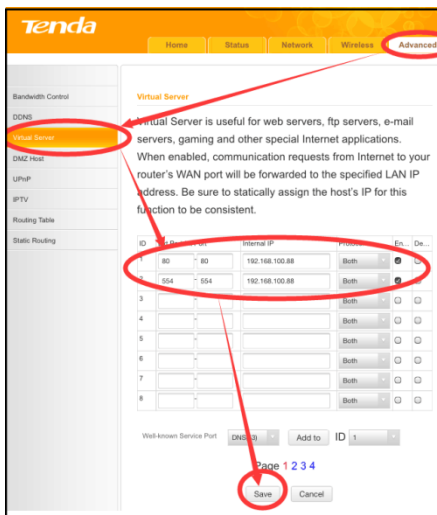 Tenda
Home Status Network Wireless Advanced
Bandwidth Control
DDNS
Virtual Server
DMZ Host
UPnP
IPTV
Routing Table
Static Routing
Virtual Server
Virtual Server is useful for web servers, ftp servers, e-mail
servers, gaming and other special Internet applications.
When enabled, communication requests from Internet to your
router's WAN port will be forwarded to the specified LAN IP
address. Be sure to statically assign the host's IP for this
function to be consistent.
ID Internal IP En... De...
1 80 - 80 192.168.100.88 Both
2 554 - 554 192.168.100.88 Both
3 - Both
4 - Both
5 - Both
6 - Both
7 - Both
8 - Both
Well-known Service Port Add to ID 1
Page 1 2 3 4
Save Cancel